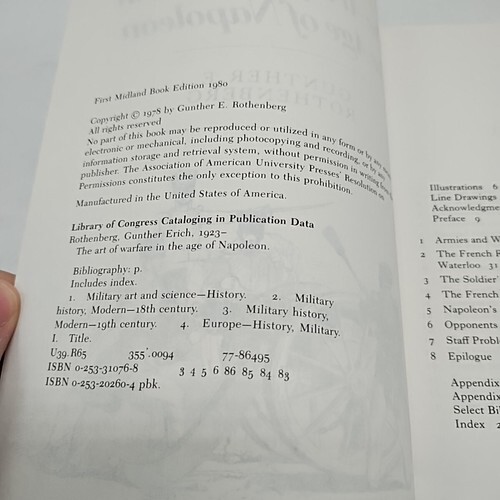 First Midland Book Edition 1980
Copyright © 1978 by Gunther E. Rothenberg
All rights reserved
No part of this book may be reproduced or utilized in any form or by any
electronic or mechanical, including photocopying and recording, or by any
information storage and retrieval system, without permission in writing from
publisher. The Association of American University Presses' Resolution on
Permissions constitutes the only exception to this prohibition.
Manufactured in the United States of America.
Library of Congress Cataloging in Publication Data
Rothenberg, Gunther Erich, 1923–
The art of warfare in the age of Napoleon.
Bibliography: p.
Includes index.
1. Military art and science—History. 2. Military
history, Modern—18th century. 3. Military history,
Modern—19th century. 4. Europe—History, Military.
I. Title.
U39.R65 355'.0094 77-86495
ISBN 0-253-31076-8 3 4 5 6 86 85 84 83
ISBN 0-253-20260-4 pbk.
Illustrations 6
Line Drawings
Acknowledgme
Preface 9
1 Armies and W
2 The French R
Waterloo 31
3 The Soldier'
4 The French
5 Napoleon's
6 Opponents
7 Staff Probl
8 Epilogue
Appendix
Appendix
Select Bi
Index 2